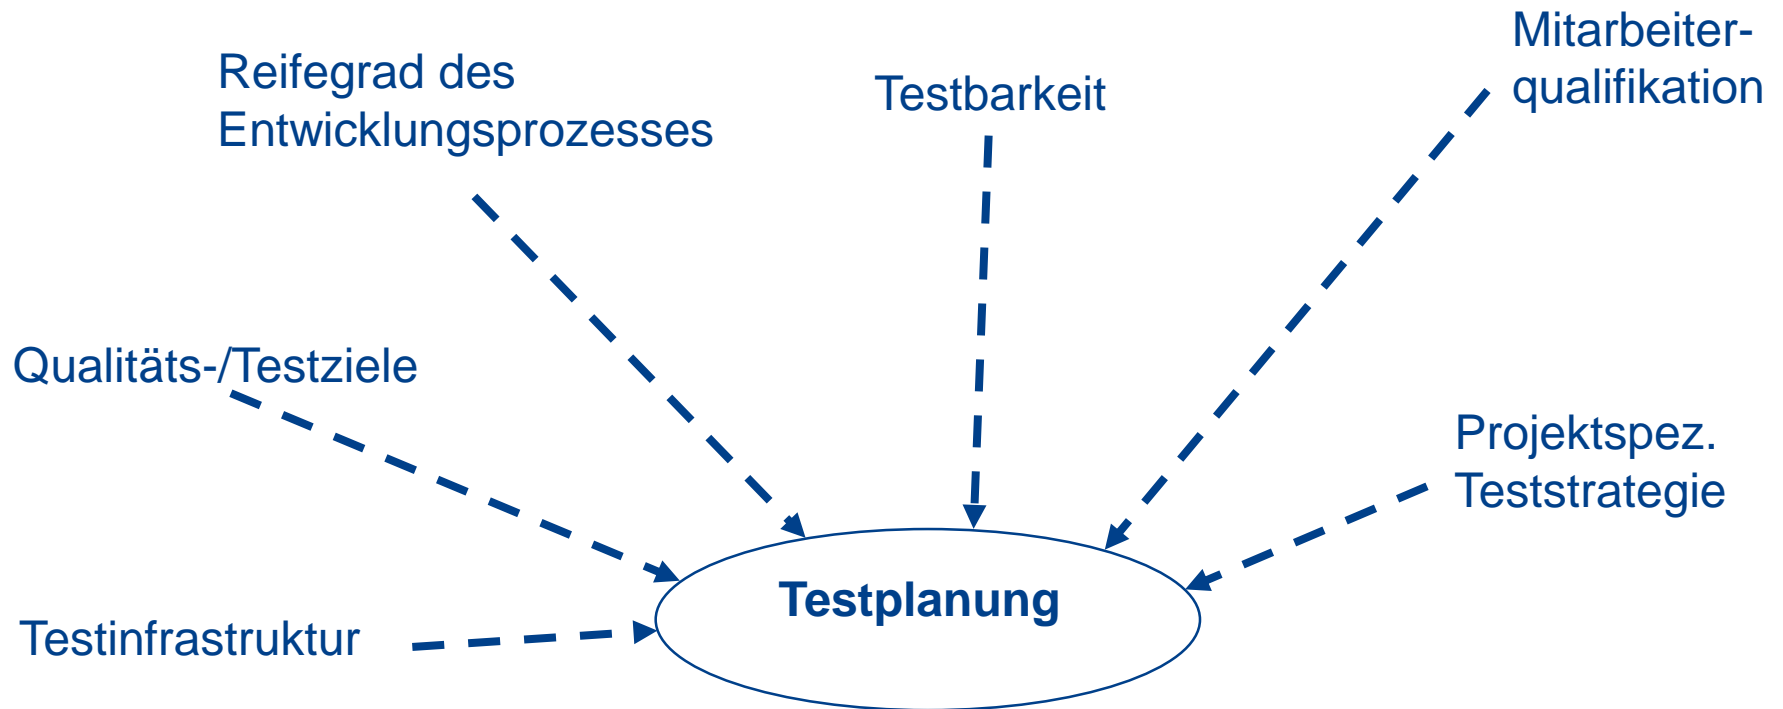 Reifegrad des
Entwicklungsprozesses
Testbarkeit
Mitarbeiter-
qualifikation
Qualitäts-/Testziele
Projektspez.
Teststrategie
Testplanung
Testinfrastruktur